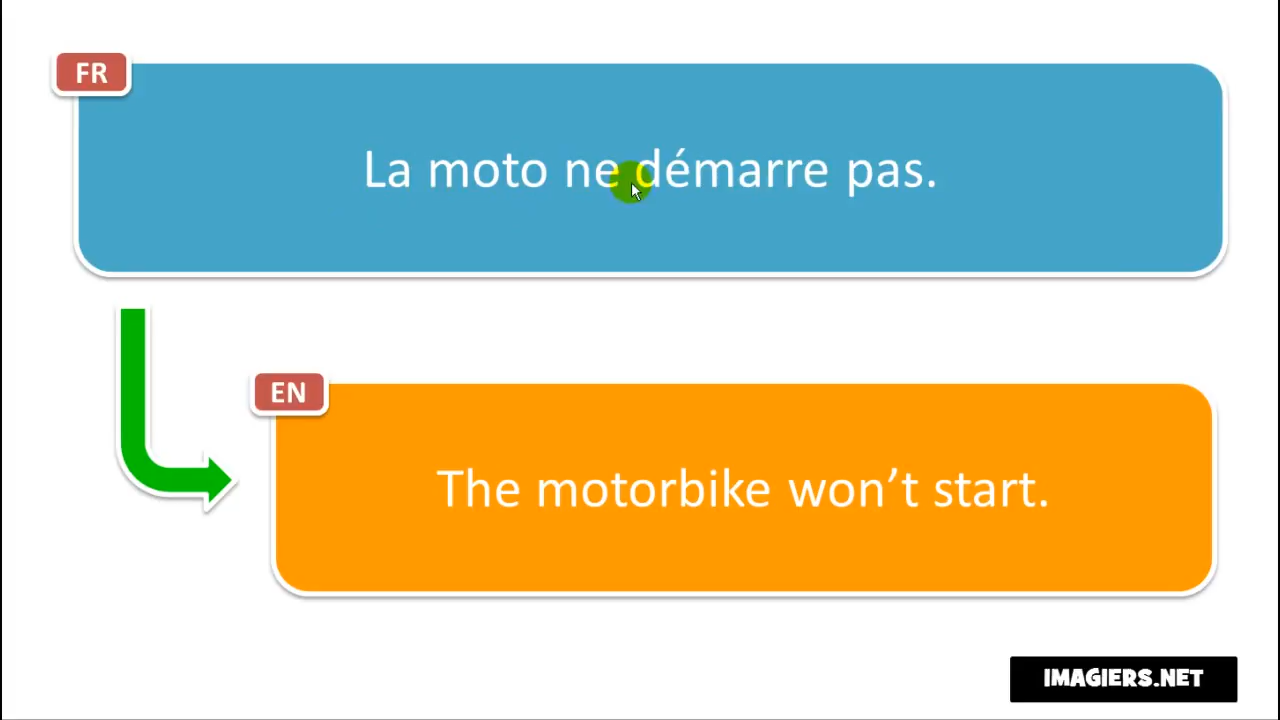 FR
La moto ne démarre pas.
EN
The motorbike won’t start.
IMAGIERS.NET